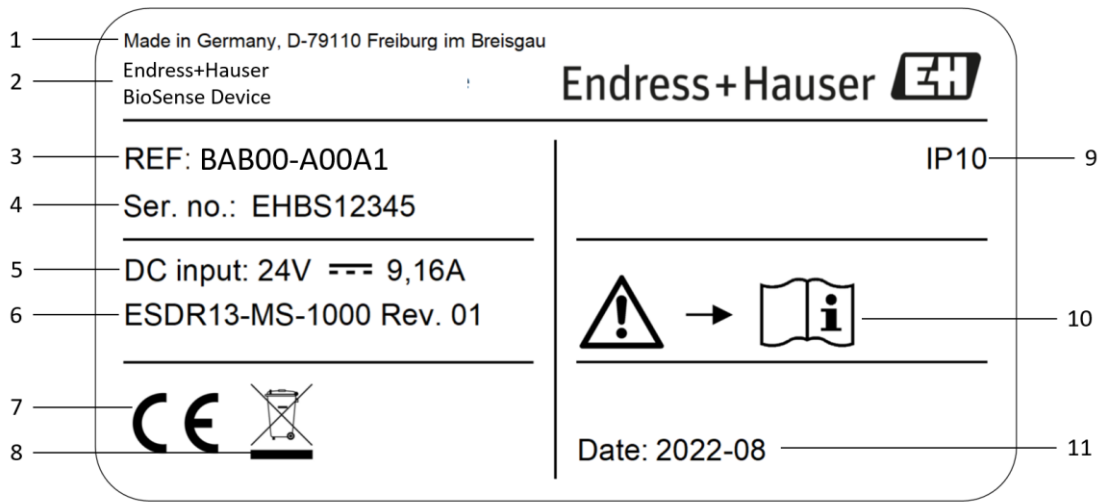 1 Made in Germany, D-79110 Freiburg im Breisgau
2 Endress+Hauser
BioSense Device
Endress+Hauser EH
3 REF: BAB00-A00A1
4 Ser. no.: EHBS12345
IP10 9
5 DC input: 24V 9,16A
6 ESDR13-MS-1000 Rev. 01
i 10
7 CE
8
Date: 2022-08 11